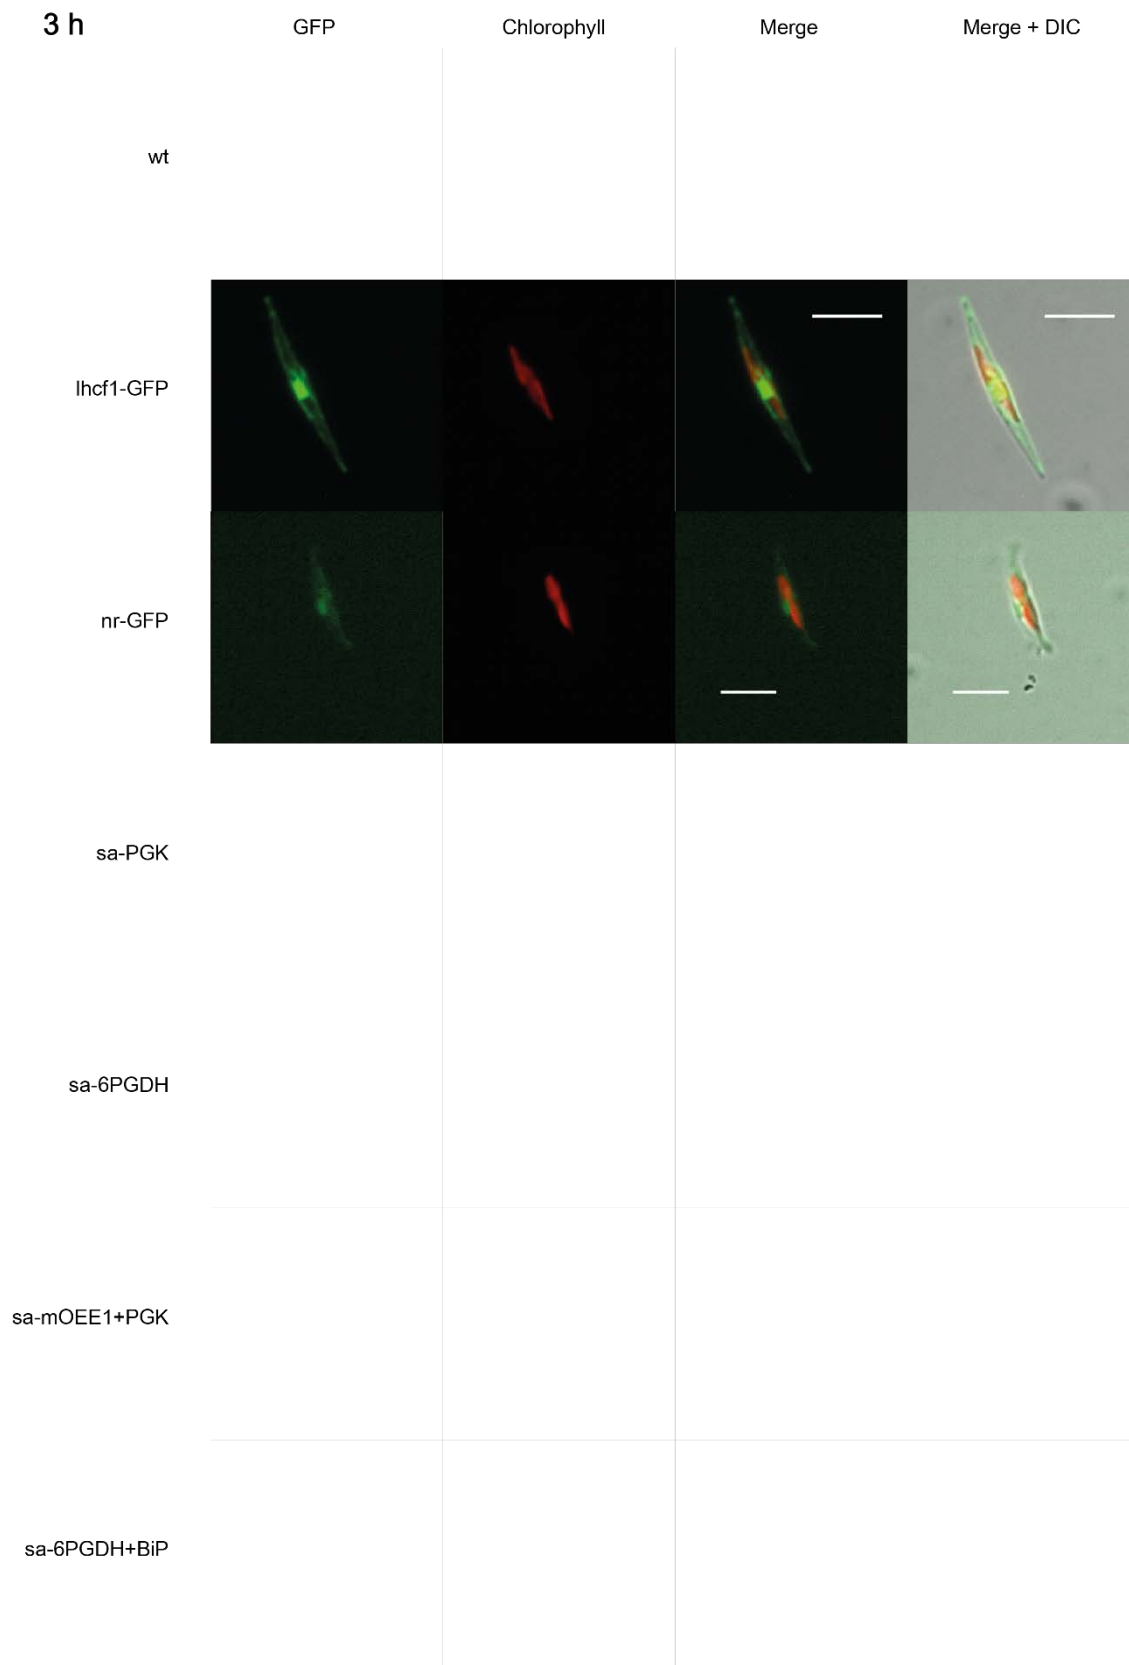 3 h GFP Chlorophyll Merge Merge + DIC
wt
lhcf1-GFP
nr-GFP
sa-PGK
sa-6PGDH
sa-mOEE1+PGK
sa-6PGDH+BiP